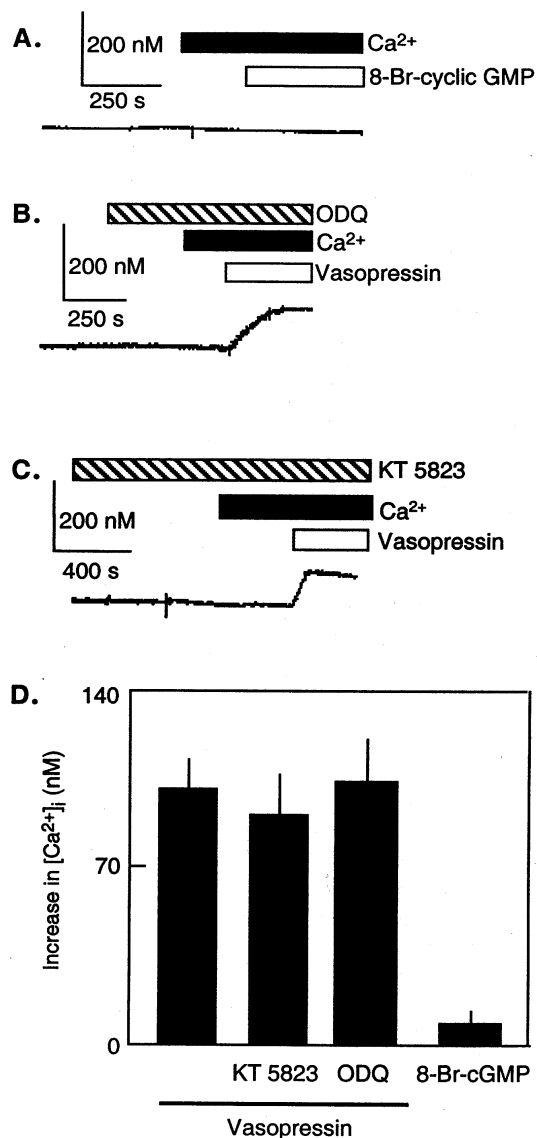 A.
200 nM
250 s
Ca²⁺
8-Br-cyclic GMP
B.
200 nM
250 s
ODQ
Ca²⁺
Vasopressin
C.
200 nM
400 s
KT 5823
Ca²⁺
Vasopressin
D.
Increase in [Ca²⁺]ᵢ (nM)
140
70
0
KT 5823 ODQ 8-Br-cGMP
Vasopressin